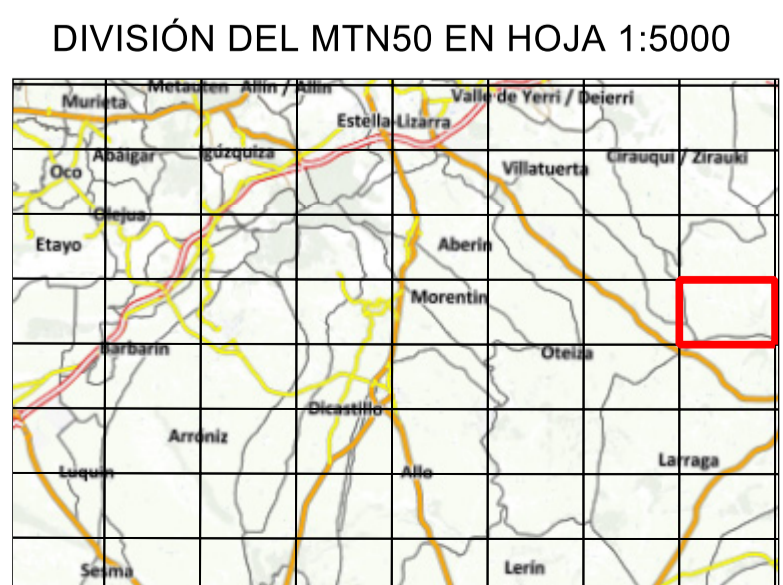 DIVISIÓN DEL MTN50 EN HOJA 1:5000
Metauten
Allín / Allin
Murieta
Valle de Yerri / Deierri
Estella-Lizarra
Abáigar
Igúzquiza
Cirauqui / Zirauki
Oco
Villatuerta
Olejua
Etayo
Aberin
Morentin
Barbarin
Oteiza
Dicastillo
Arróniz
Larraga
Luquin
Allo
Lerín
Sesma